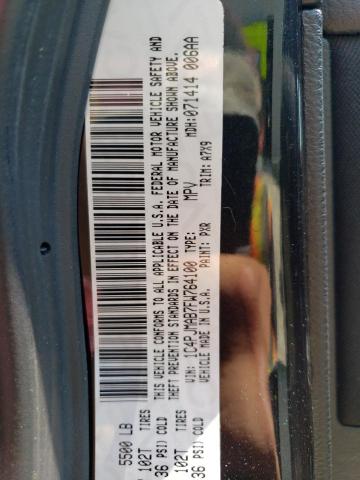 5500 LB
102T TIRES
36 PSI) COLD
102T TIRES
36 PSI) COLD
THIS VEHICLE CONFORMS TO ALL APPLICABLE U.S.A. FEDERAL MOTOR VEHICLE SAFETY AND
THEFT PREVENTION STANDARDS IN EFFECT ON THE DATE OF MANUFACTURE SHOWN ABOVE.
VIN: 1C4PJMAB7FW764100 TYPE: MPV MDH:071414 006AA
VEHICLE MADE IN U.S.A. PAINT: PXR TRIM: A7X9